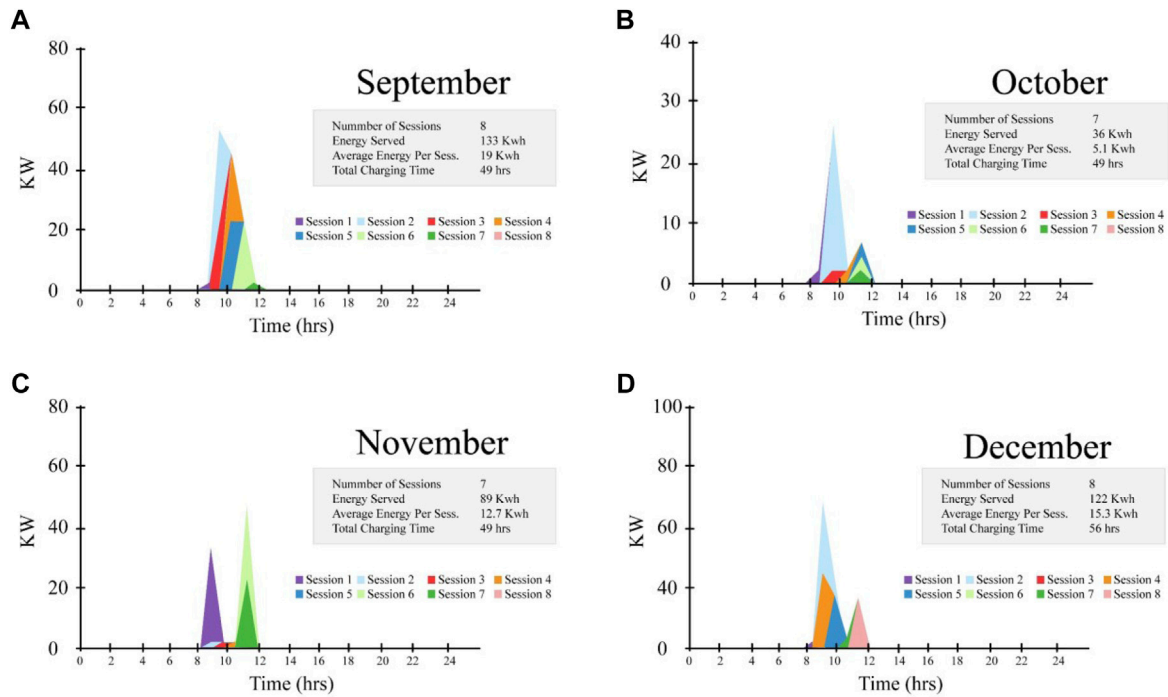 A
80
60
40
20
0
KW
September
Nummber of Sessions 8
Energy Served 133 Kwh
Average Energy Per Sess. 19 Kwh
Total Charging Time 49 hrs
Session 1 Session 2 Session 3 Session 4
Session 5 Session 6 Session 7 Session 8
0 2 4 6 8 10 12 14 16 18 20 22 24
Time (hrs)
B
40
30
20
10
0
KW
October
Nummber of Sessions 7
Energy Served 36 Kwh
Average Energy Per Sess. 5.1 Kwh
Total Charging Time 49 hrs
Session 1 Session 2 Session 3 Session 4
Session 5 Session 6 Session 7 Session 8
0 2 4 6 8 10 12 14 16 18 20 22 24
Time (hrs)
C
80
60
40
20
0
KW
November
Nummber of Sessions 7
Energy Served 89 Kwh
Average Energy Per Sess. 12.7 Kwh
Total Charging Time 49 hrs
Session 1 Session 2 Session 3 Session 4
Session 5 Session 6 Session 7 Session 8
0 2 4 6 8 10 12 14 16 18 20 22 24
Time (hrs)
D
100
80
60
40
20
0
KW
December
Nummber of Sessions 8
Energy Served 122 Kwh
Average Energy Per Sess. 15.3 Kwh
Total Charging Time 56 hrs
Session 1 Session 2 Session 3 Session 4
Session 5 Session 6 Session 7 Session 8
0 2 4 6 8 10 12 14 16 18 20 22 24
Time (hrs)